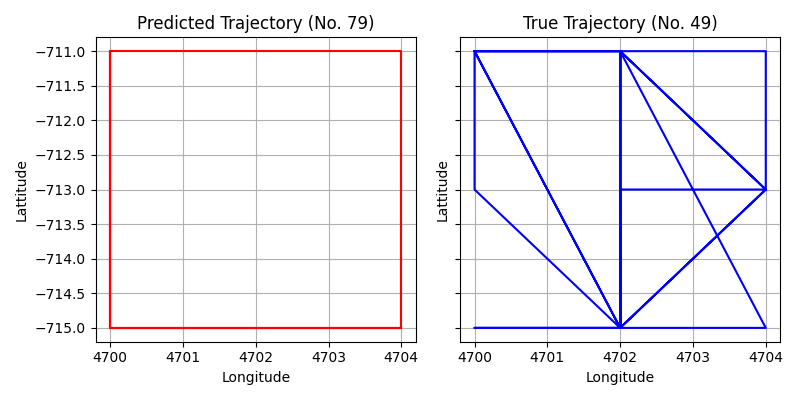 Predicted Trajectory (No. 79)
Lattitude
−711.0
−711.5
−712.0
−712.5
−713.0
−713.5
−714.0
−714.5
−715.0
4700 4701 4702 4703 4704
Longitude
True Trajectory (No. 49)
Lattitude
4700 4701 4702 4703 4704
Longitude